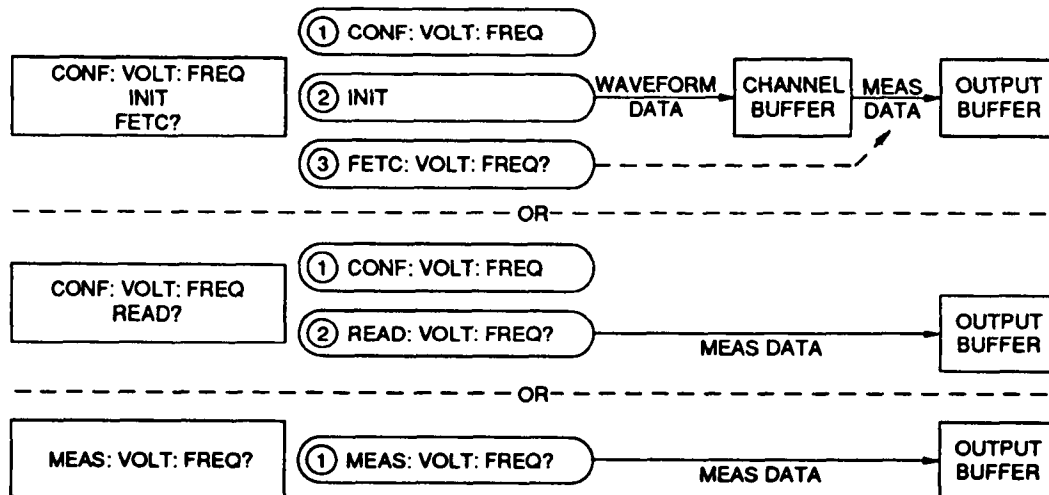 CONF: VOLT: FREQ
INIT
FETC?
1 CONF: VOLT: FREQ
2 INIT
WAVEFORM
DATA
CHANNEL
BUFFER
MEAS
DATA
OUTPUT
BUFFER
3 FETC: VOLT: FREQ?
OR
CONF: VOLT: FREQ
READ?
1 CONF: VOLT: FREQ
2 READ: VOLT: FREQ?
MEAS DATA
OUTPUT
BUFFER
OR
MEAS: VOLT: FREQ?
1 MEAS: VOLT: FREQ?
MEAS DATA
OUTPUT
BUFFER